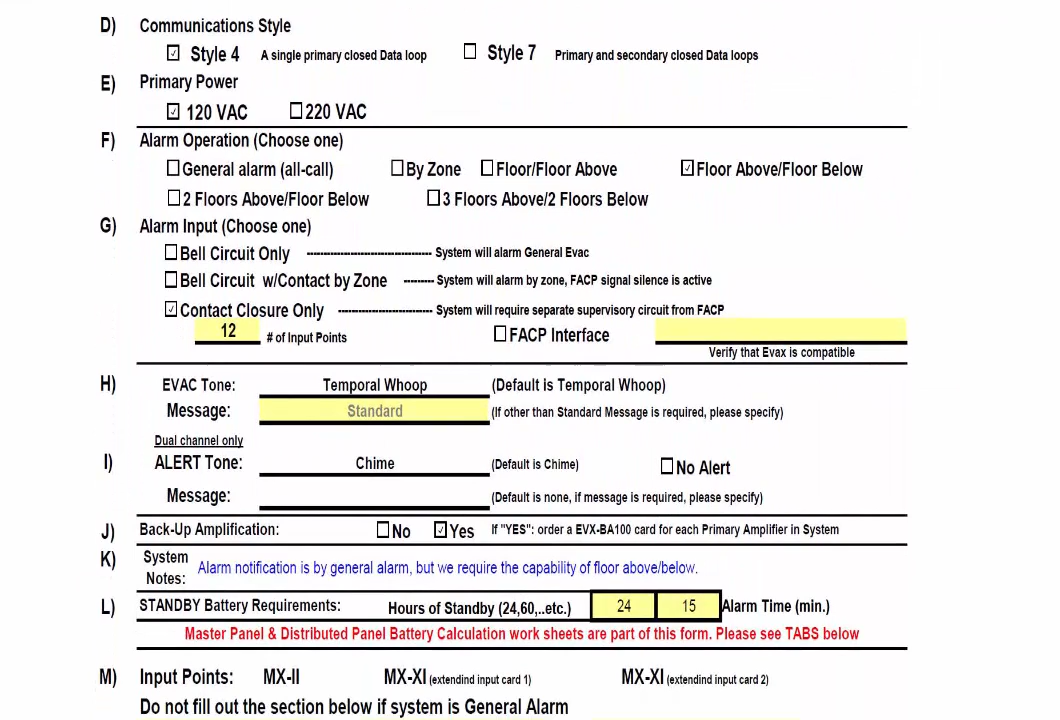 D) Communications Style
☑ Style 4 A single primary closed Data loop ☐ Style 7 Primary and secondary closed Data loops
E) Primary Power
☑ 120 VAC ☐ 220 VAC
F) Alarm Operation (Choose one)
☐ General alarm (all-call) ☐ By Zone ☐ Floor/Floor Above ☑ Floor Above/Floor Below
☐ 2 Floors Above/Floor Below ☐ 3 Floors Above/2 Floors Below
G) Alarm Input (Choose one)
☐ Bell Circuit Only ------------------------------------ System will alarm General Evac
☐ Bell Circuit w/Contact by Zone --------- System will alarm by zone, FACP signal silence is active
☑ Contact Closure Only --------------------------- System will require separate supervisory circuit from FACP
12 # of Input Points ☐ FACP Interface
Verify that Evax is compatible
H) EVAC Tone: Temporal Whoop (Default is Temporal Whoop)
Message: Standard (If other than Standard Message is required, please specify)
Dual channel only
I) ALERT Tone: Chime (Default is Chime) ☐ No Alert
Message: (Default is none, if message is required, please specify)
J) Back-Up Amplification: ☐ No ☑ Yes If "YES": order a EVX-BA100 card for each Primary Amplifier in System
K) System Notes: Alarm notification is by general alarm, but we require the capability of floor above/below.
L) STANDBY Battery Requirements: Hours of Standby (24,60,..etc.) 24 15 Alarm Time (min.)
Master Panel & Distributed Panel Battery Calculation work sheets are part of this form. Please see TABS below
M) Input Points: MX-II MX-XI (extendind input card 1) MX-XI (extendind input card 2)
Do not fill out the section below if system is General Alarm